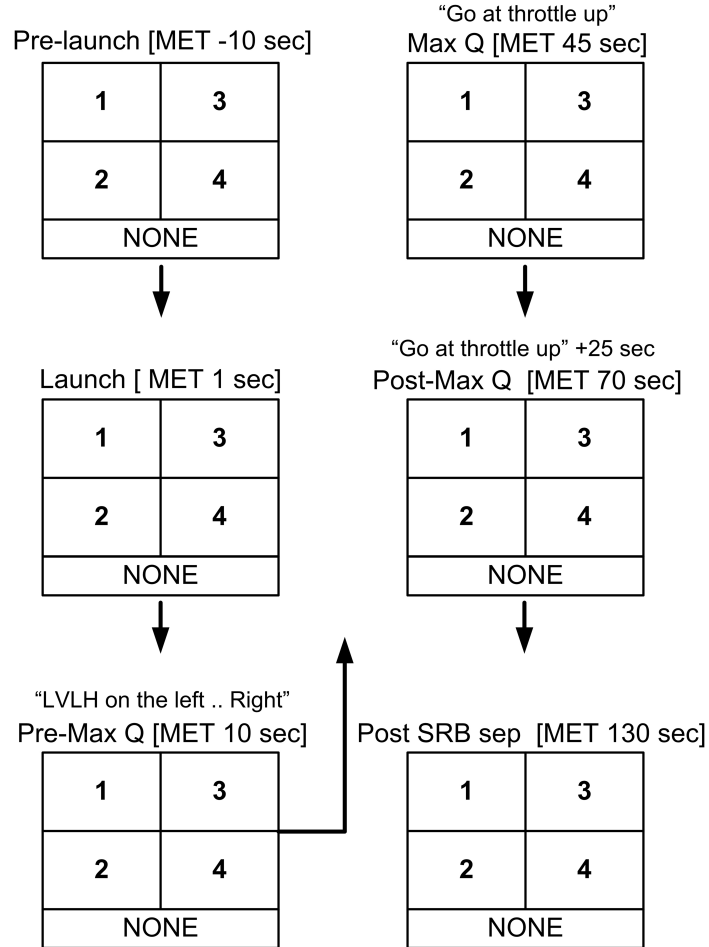 Pre-launch [MET -10 sec]
1 3
2 4
NONE
Launch [ MET 1 sec]
1 3
2 4
NONE
“LVLH on the left .. Right”
Pre-Max Q [MET 10 sec]
1 3
2 4
NONE
“Go at throttle up”
Max Q [MET 45 sec]
1 3
2 4
NONE
“Go at throttle up” +25 sec
Post-Max Q [MET 70 sec]
1 3
2 4
NONE
Post SRB sep [MET 130 sec]
1 3
2 4
NONE